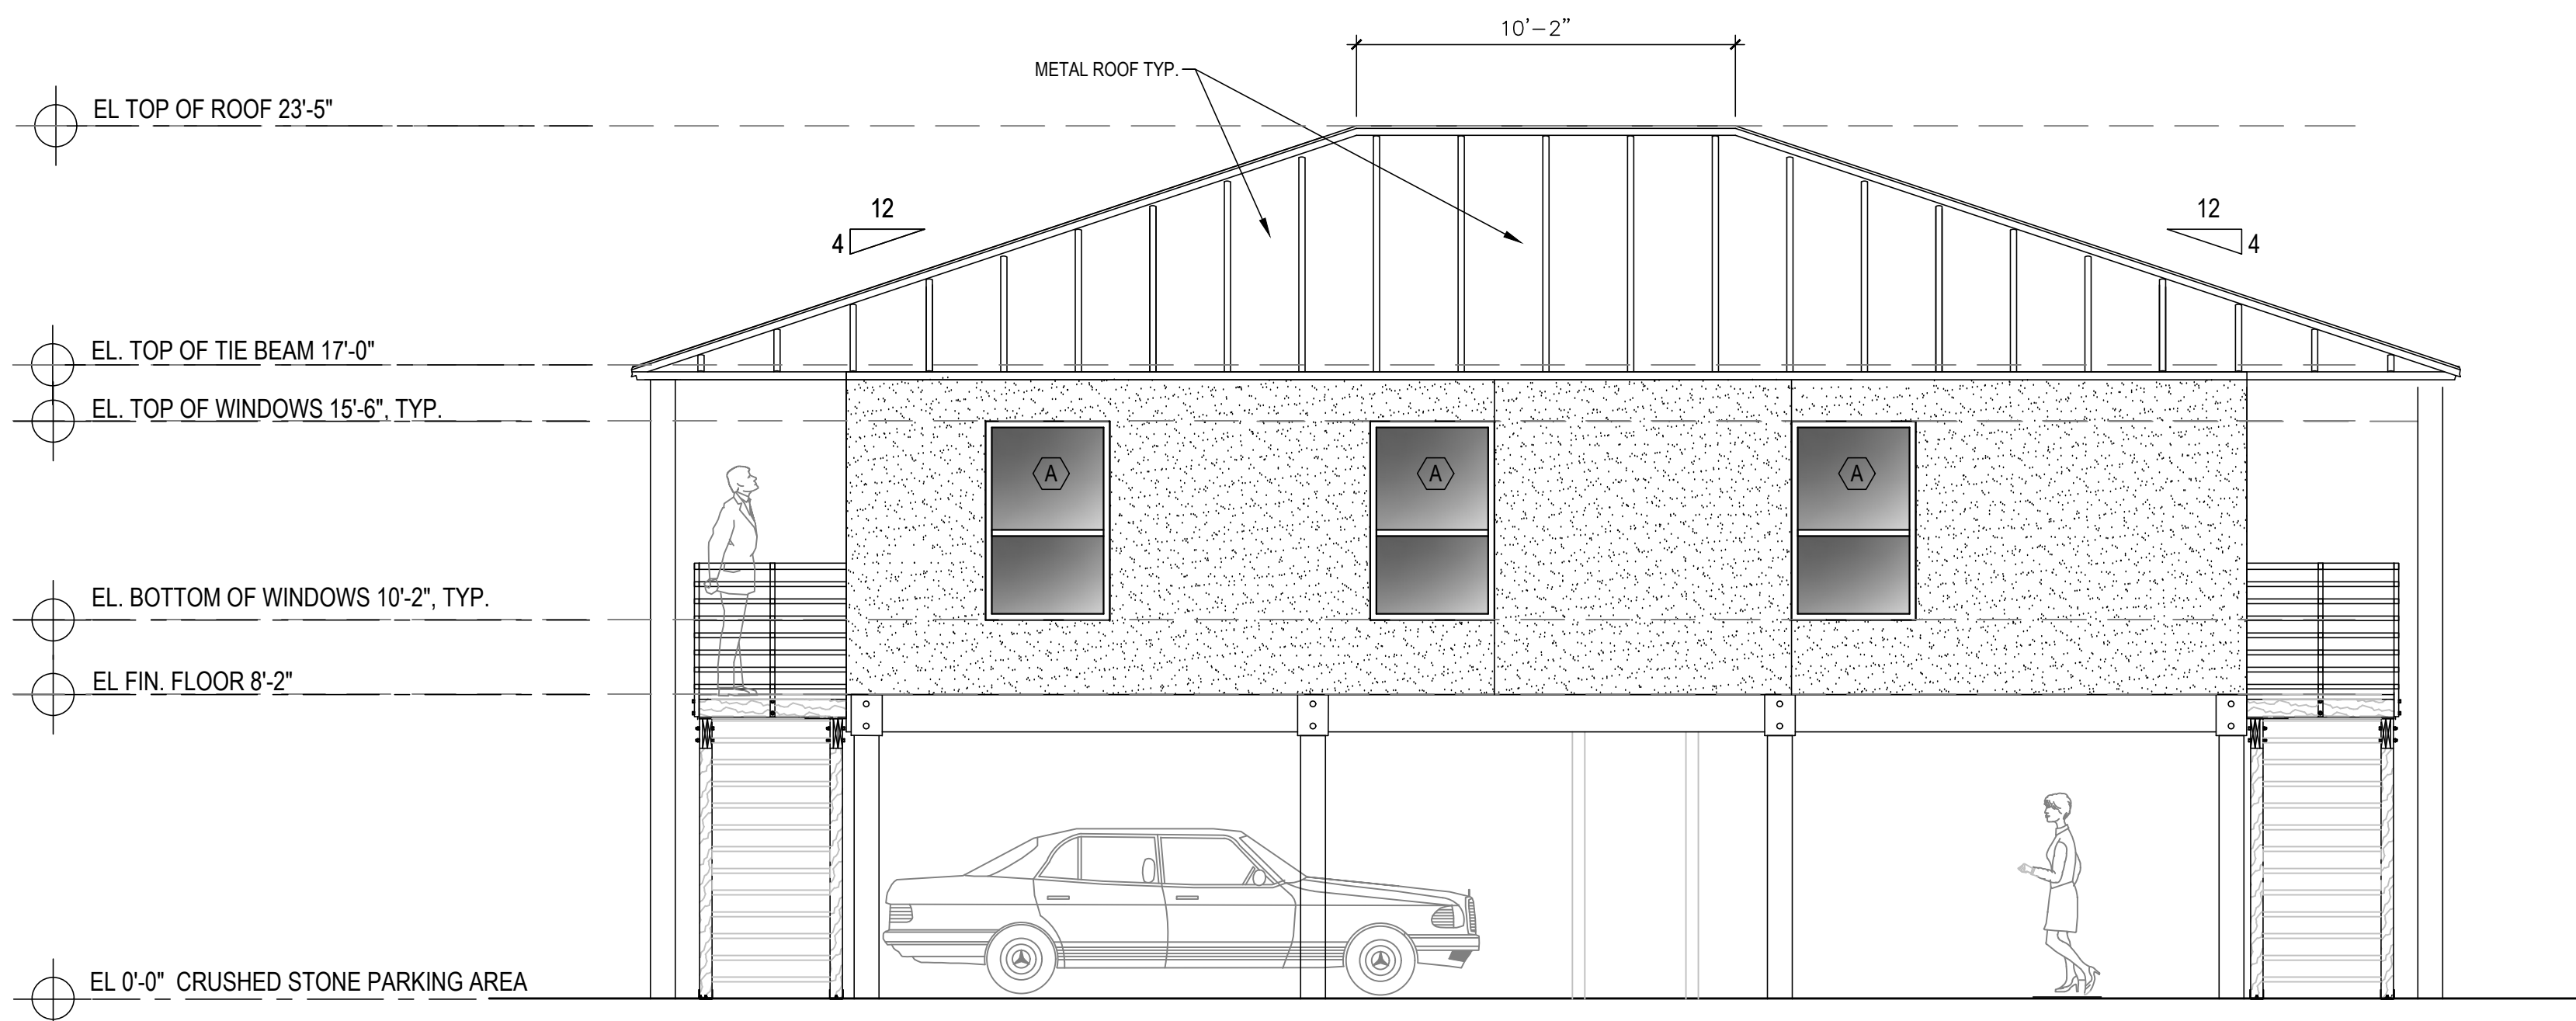 10'-2"
METAL ROOF TYP.
EL TOP OF ROOF 23'-5"
12
4
12
4
EL. TOP OF TIE BEAM 17'-0"
EL. TOP OF WINDOWS 15'-6", TYP.
A
A
A
EL. BOTTOM OF WINDOWS 10'-2", TYP.
EL FIN. FLOOR 8'-2"
EL 0'-0" CRUSHED STONE PARKING AREA